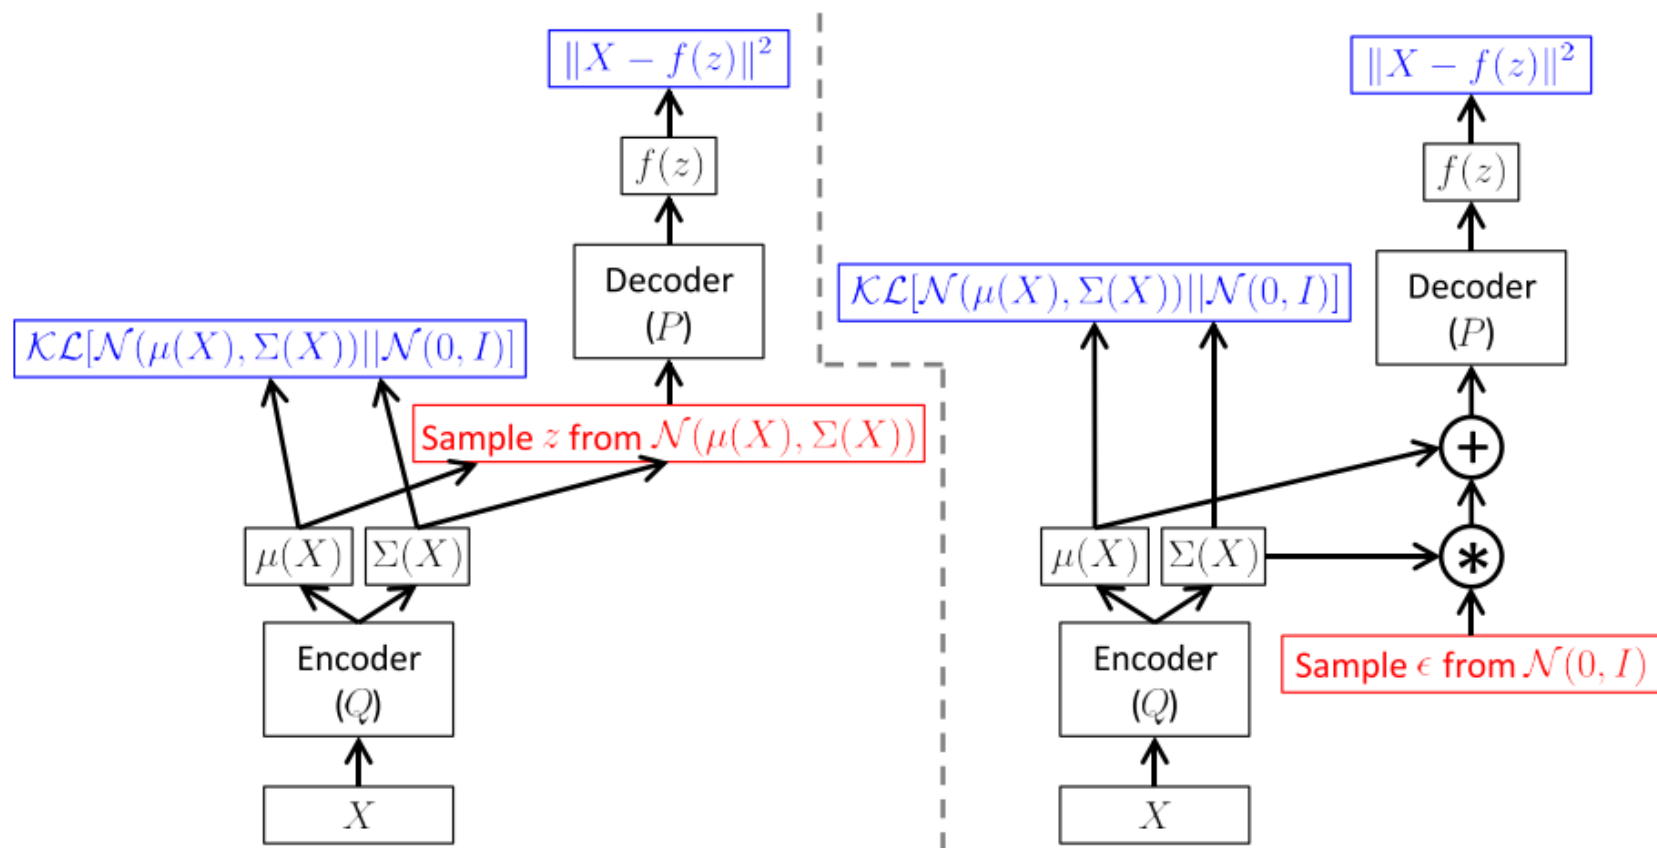 ‖X − f(z)‖²
f(z)
Decoder
(P)
𝒦ℒ[𝒩(μ(X), Σ(X))||𝒩(0, I)]
Sample z from 𝒩(μ(X), Σ(X))
μ(X)
Σ(X)
Encoder
(Q)
X
‖X − f(z)‖²
f(z)
Decoder
(P)
𝒦ℒ[𝒩(μ(X), Σ(X))||𝒩(0, I)]
+
μ(X)
Σ(X)
*
Encoder
(Q)
Sample ϵ from 𝒩(0, I)
X